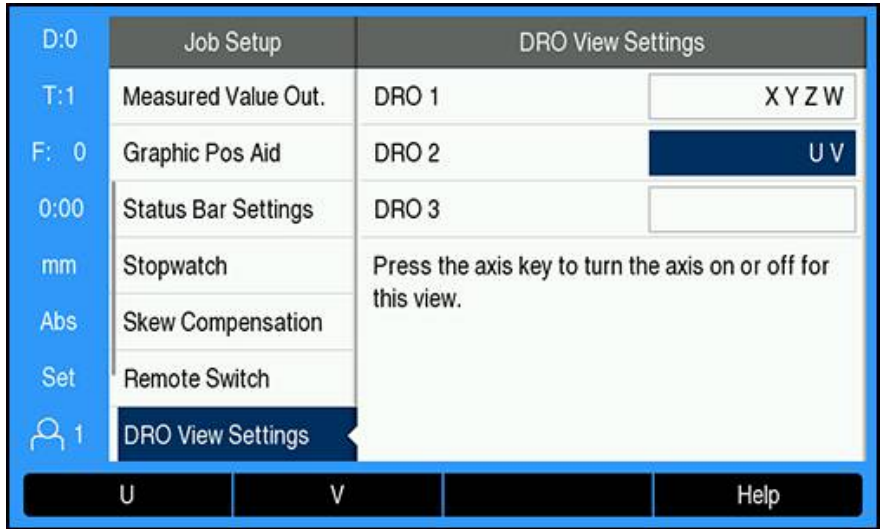 D:0
Job Setup
DRO View Settings
T:1
Measured Value Out.
DRO 1
X Y Z W
F: 0
Graphic Pos Aid
DRO 2
U V
0:00
Status Bar Settings
DRO 3
mm
Stopwatch
Press the axis key to turn the axis on or off for
this view.
Abs
Skew Compensation
Set
Remote Switch
1
DRO View Settings
U
V
Help